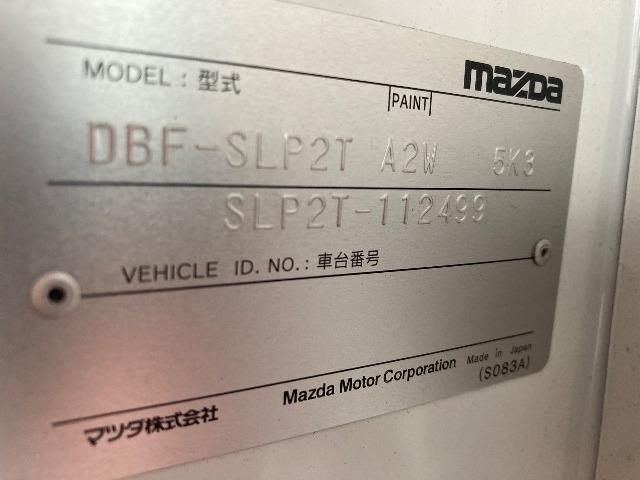 mazda
MODEL : 型式
PAINT
DBF-SLP2T A2W 5K3
SLP2T-112499
VEHICLE ID. NO. : 車台番号
Made in Japan
Mazda Motor Corporation (S083A)
マツダ株式会社